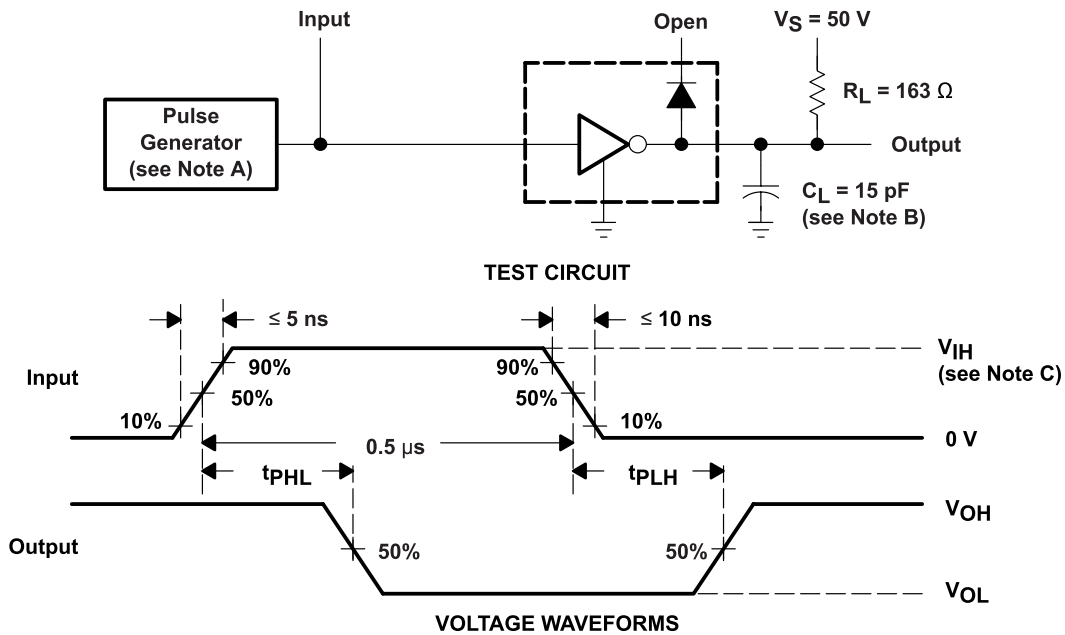 Input
Open
VS = 50 V
Pulse
Generator
(see Note A)
RL = 163 Ω
Output
CL = 15 pF
(see Note B)
TEST CIRCUIT
≤ 5 ns
≤ 10 ns
Input
90%
90%
VIH
(see Note C)
50%
50%
10%
10%
0.5 µs
0 V
tPHL
tPLH
Output
VOH
50%
50%
VOL
VOLTAGE WAVEFORMS